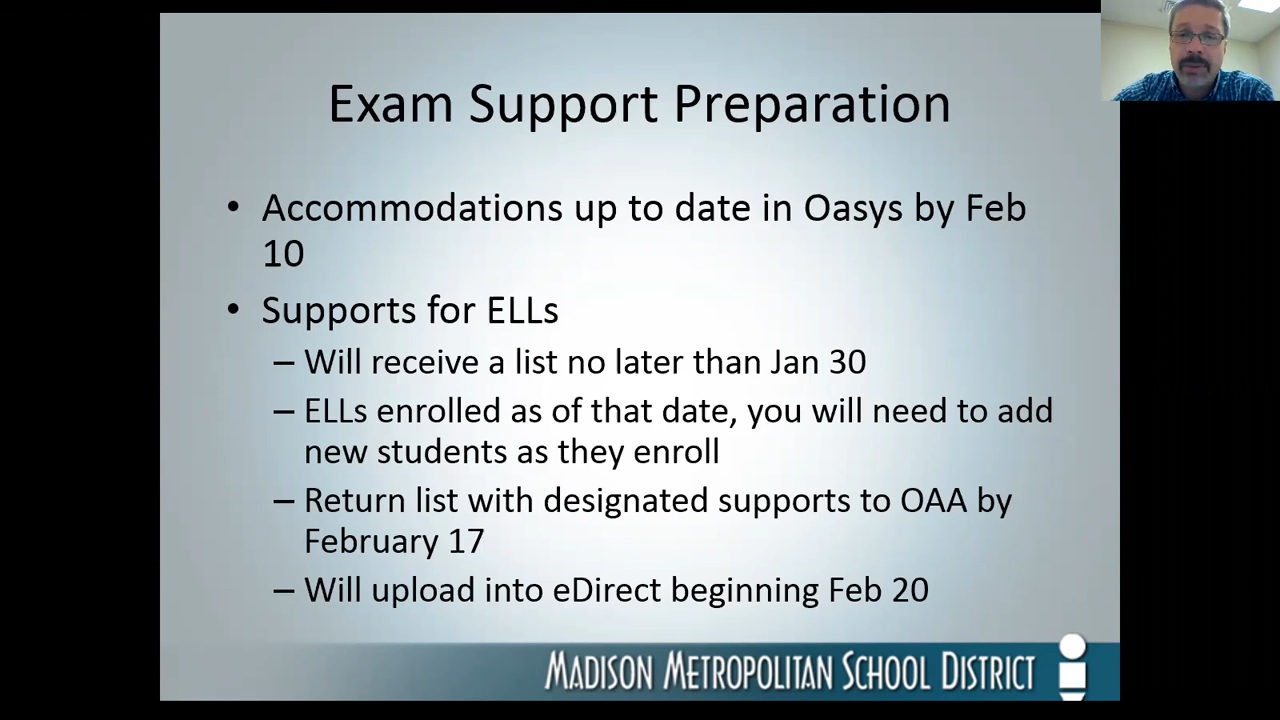 Exam Support Preparation
• Accommodations up to date in Oasys by Feb
10
• Supports for ELLs
– Will receive a list no later than Jan 30
– ELLs enrolled as of that date, you will need to add
new students as they enroll
– Return list with designated supports to OAA by
February 17
– Will upload into eDirect beginning Feb 20
MADISON METROPOLITAN SCHOOL DISTRICT